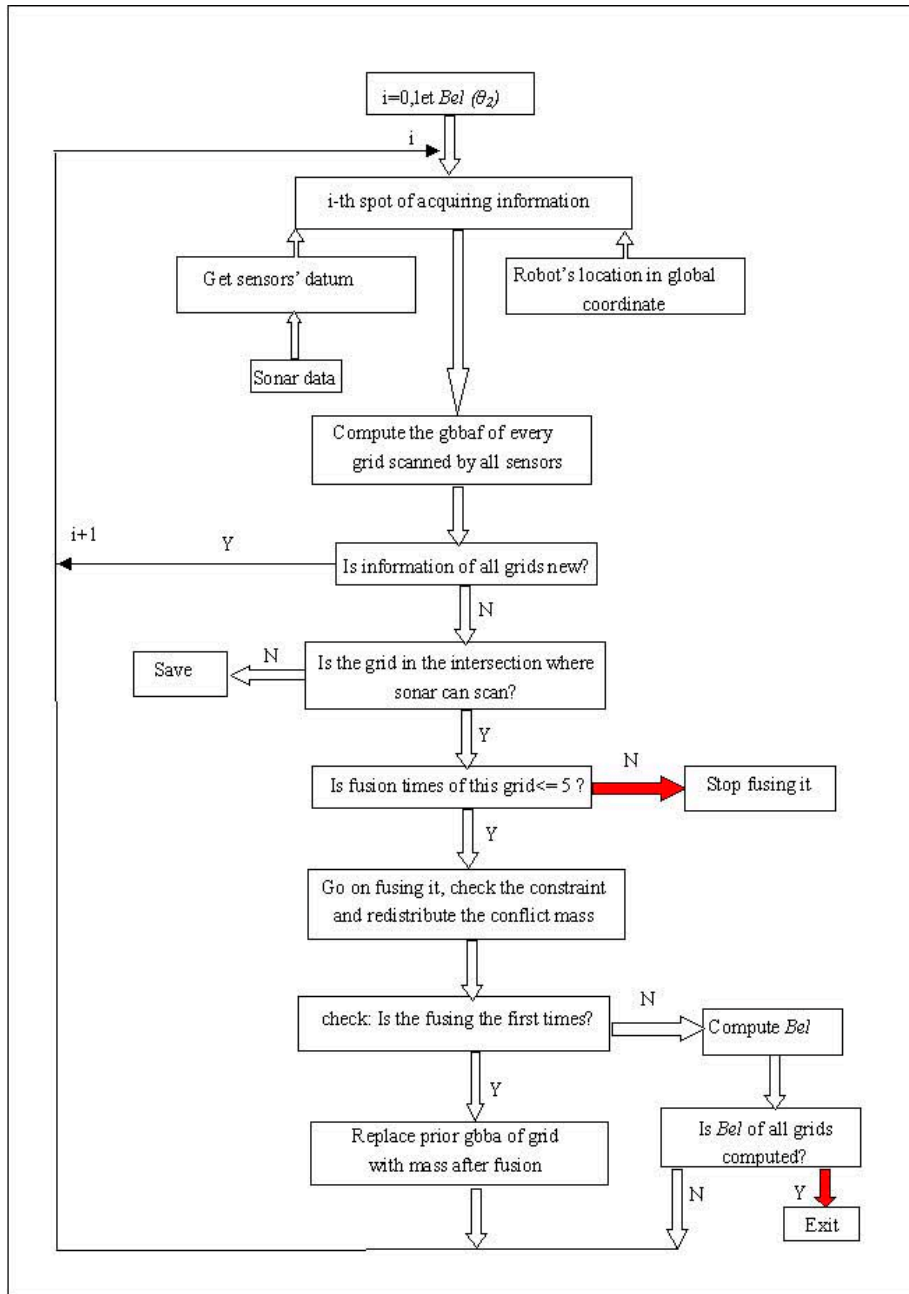 i=0,let Bel (θ2)
i
i-th spot of acquiring information
Get sensors’ datum
Robot’s location in global
coordinate
Sonar data
Compute the gbbaf of every
grid scanned by all sensors
i+1
Y
Is information of all grids new?
N
Save
N
Is the grid in the intersection where
sonar can scan?
Y
Is fusion times of this grid<= 5 ?
N
Stop fusing it
Y
Go on fusing it, check the constraint
and redistribute the conflict mass
check: Is the fusing the first times?
N
Compute Bel
Y
Replace prior gbba of grid
with mass after fusion
Is Bel of all grids
computed?
N
Y
Exit